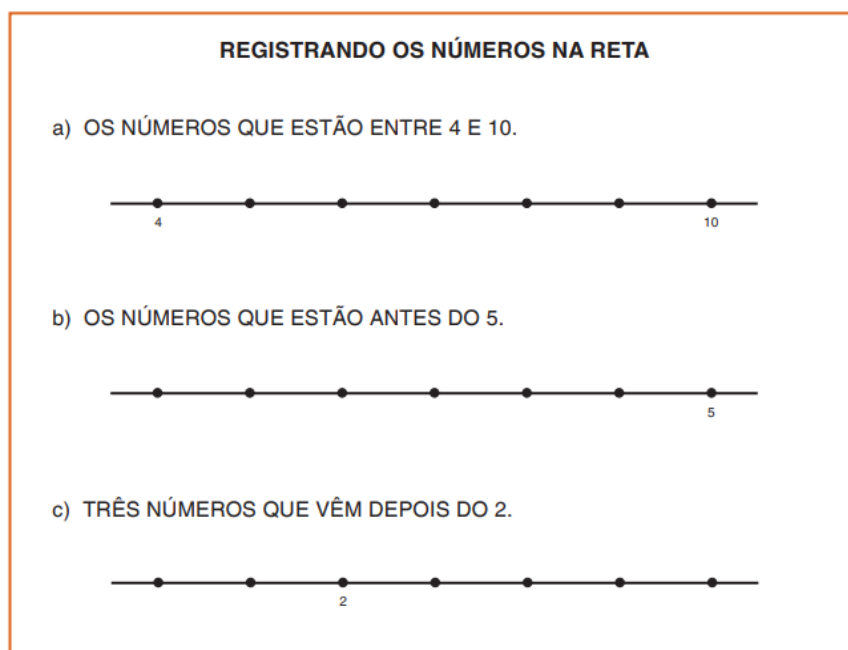 REGISTRANDO OS NÚMEROS NA RETA
a) OS NÚMEROS QUE ESTÃO ENTRE 4 E 10.
4 10
b) OS NÚMEROS QUE ESTÃO ANTES DO 5.
5
c) TRÊS NÚMEROS QUE VÊM DEPOIS DO 2.
2